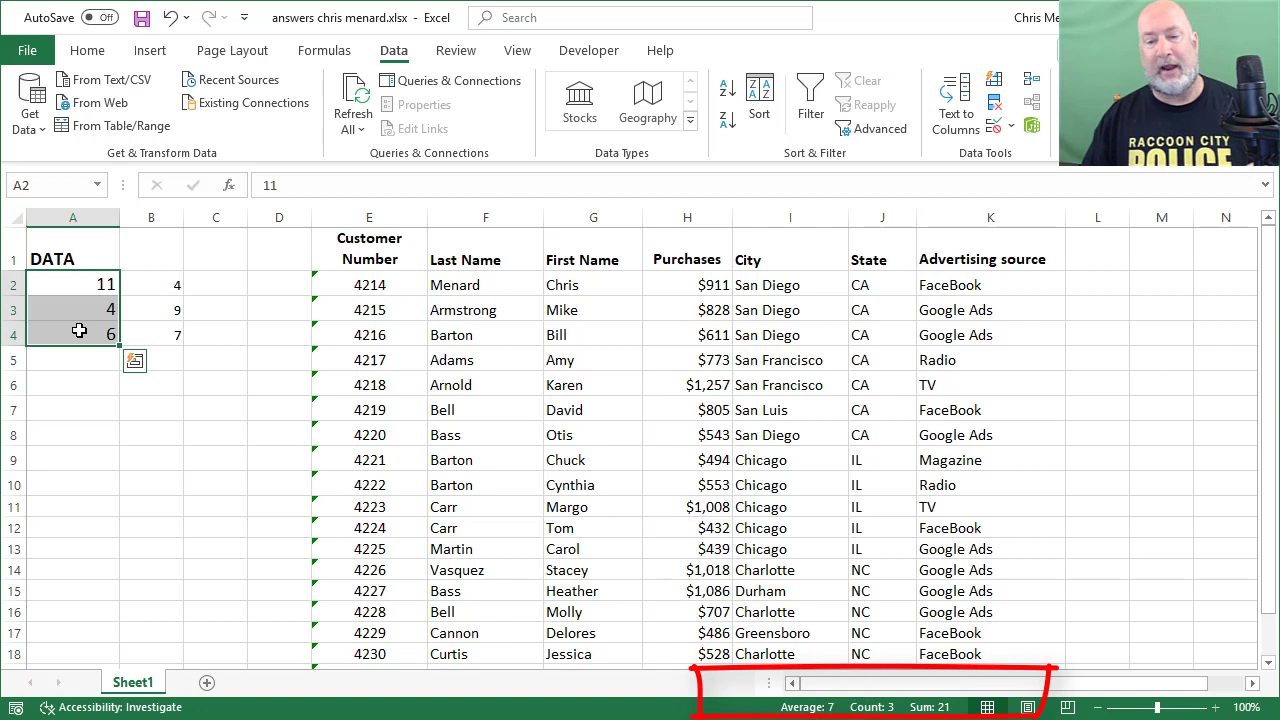 AutoSave Off answers chris menard.xlsx - Excel Search Chris Me
File Home Insert Page Layout Formulas Data Review View Developer Help
Get Data
From Text/CSV
From Web
From Table/Range
Recent Sources
Existing Connections
Get & Transform Data
Refresh All
Queries & Connections
Properties
Edit Links
Queries & Connections
Stocks Geography
Data Types
Sort
Filter
Clear
Reapply
Advanced
Sort & Filter
Text to Columns
Data Tools
RACCOON CITY
POLICE
A2 fx 11
A B C D E F G H I J K L M N
1 DATA Customer Number Last Name First Name Purchases City State Advertising source
2 11 4 4214 Menard Chris $911 San Diego CA FaceBook
3 4 9 4215 Armstrong Mike $828 San Diego CA Google Ads
4 6 7 4216 Barton Bill $611 San Diego CA Google Ads
5 4217 Adams Amy $773 San Francisco CA Radio
6 4218 Arnold Karen $1,257 San Francisco CA TV
7 4219 Bell David $805 San Luis CA FaceBook
8 4220 Bass Otis $543 San Diego CA Google Ads
9 4221 Barton Chuck $494 Chicago IL Magazine
10 4222 Barton Cynthia $553 Chicago IL Radio
11 4223 Carr Margo $1,008 Chicago IL TV
12 4224 Carr Tom $432 Chicago IL FaceBook
13 4225 Martin Carol $439 Chicago IL Google Ads
14 4226 Vasquez Stacey $1,018 Charlotte NC Google Ads
15 4227 Bass Heather $1,086 Durham NC Google Ads
16 4228 Bell Molly $707 Charlotte NC Google Ads
17 4229 Cannon Delores $486 Greensboro NC FaceBook
18 4230 Curtis Jessica $528 Charlotte NC FaceBook
Sheet1
Accessibility: Investigate Average: 7 Count: 3 Sum: 21 100%